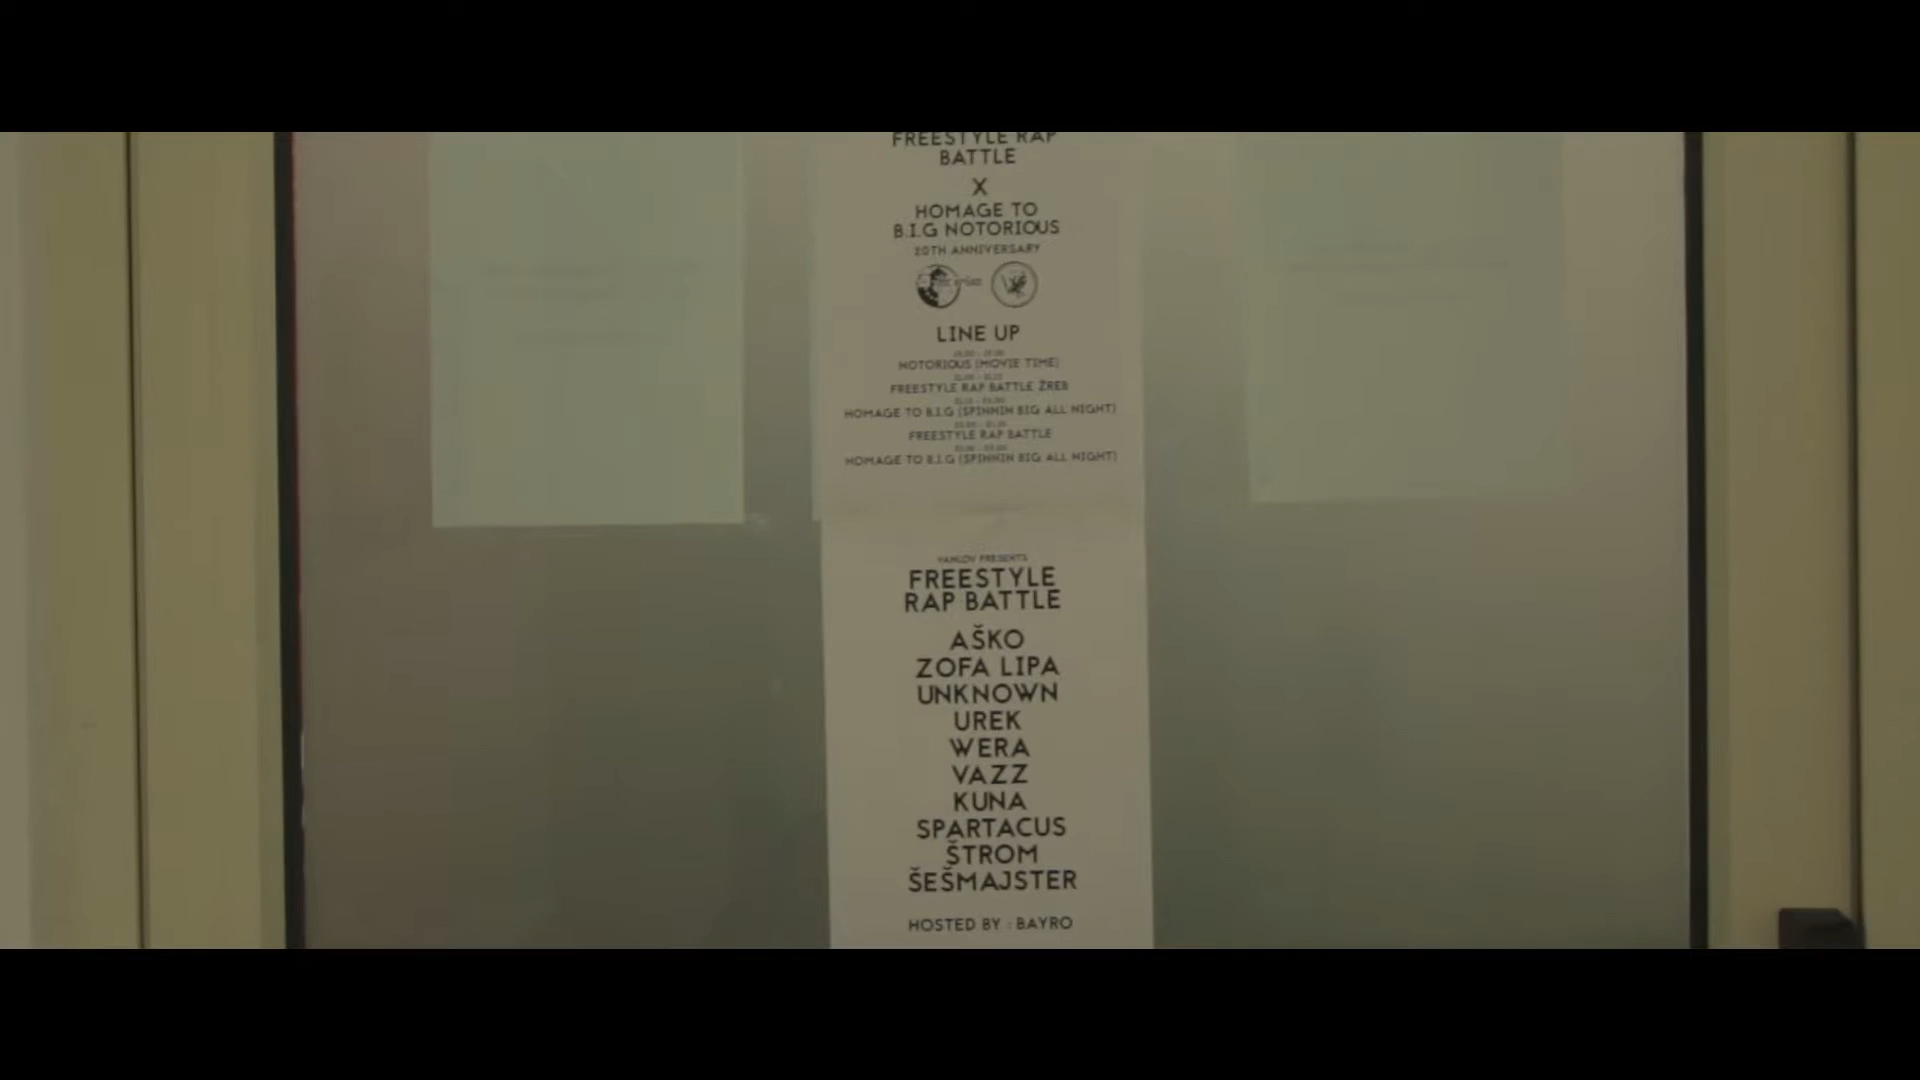 FREESTYLE RAP
BATTLE
X
HOMAGE TO
B.I.G NOTORIOUS
20TH ANNIVERSARY
LINE UP
NOTORIOUS (MOVIE TIME)
FREESTYLE RAP BATTLE ŽREB
HOMAGE TO B.I.G (SPINNIN BIG ALL NIGHT)
FREESTYLE RAP BATTLE
HOMAGE TO B.I.G (SPINNIN BIG ALL NIGHT)
PRESENTS
FREESTYLE
RAP BATTLE
AŠKO
ZOFA LIPA
UNKNOWN
UREK
WERA
VAZZ
KUNA
SPARTACUS
ŠTROM
ŠEŠMAJSTER
HOSTED BY : BAYRO